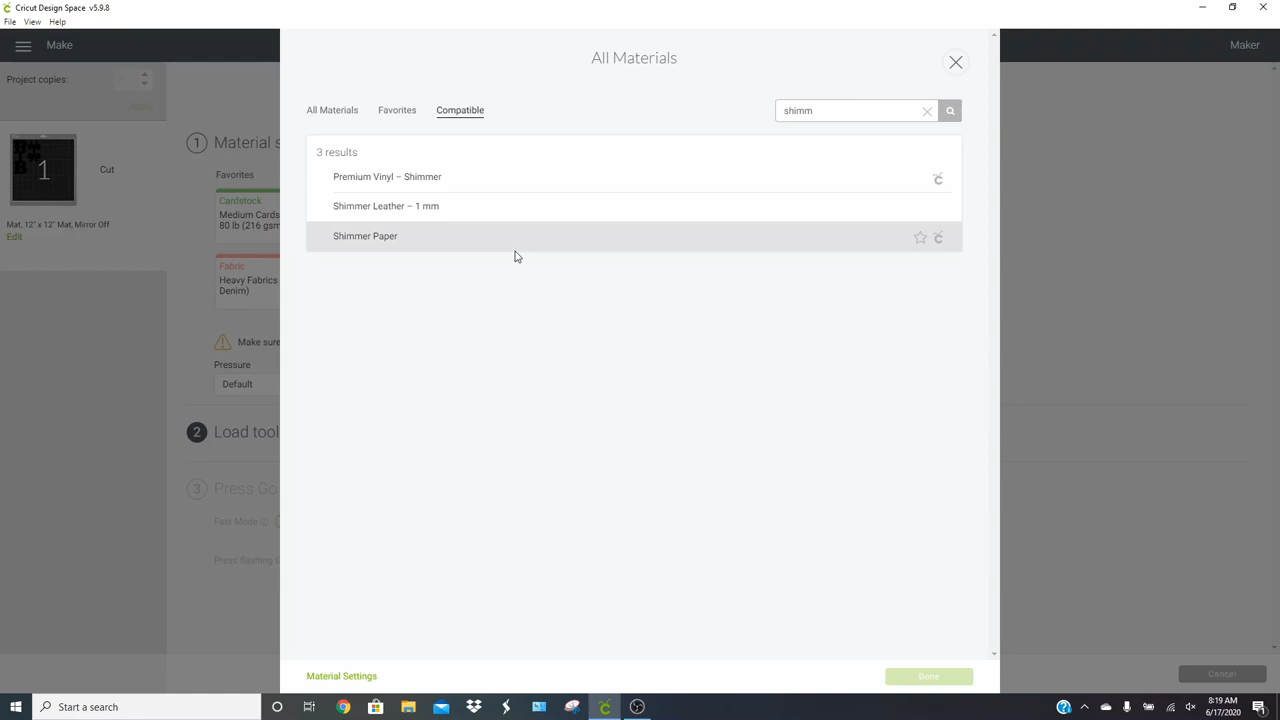 Cricut Design Space v5.9.8
File View Help
Make
Maker
Project copies:
Apply
1
Cut
Mat, 12" x 12" Mat, Mirror Off
Edit
1 Material s
Favorites
Cardstock
Medium Cards
80 lb (216 gsm
Fabric
Heavy Fabrics
Denim)
Make sure
Pressure
Default
2 Load tool
3 Press Go
Fast Mode
Press flashing
All Materials
All Materials Favorites Compatible
shimm
3 results
Premium Vinyl – Shimmer
Shimmer Leather – 1 mm
Shimmer Paper
Material Settings
Done
Cancel
Search a search
8:19 AM
6/17/2020